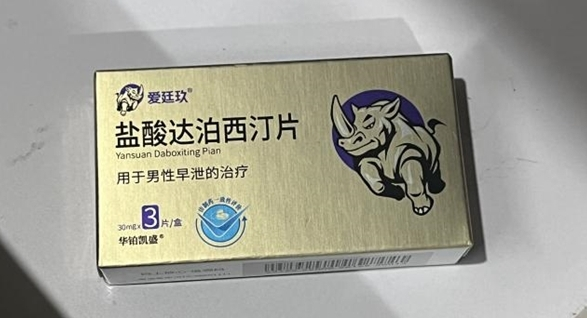 爱廷玖®
盐酸达泊西汀片
Yansuan Daboxiting Pian
用于男性早泄的治疗
30mg×3片/盒
华铂凯盛®